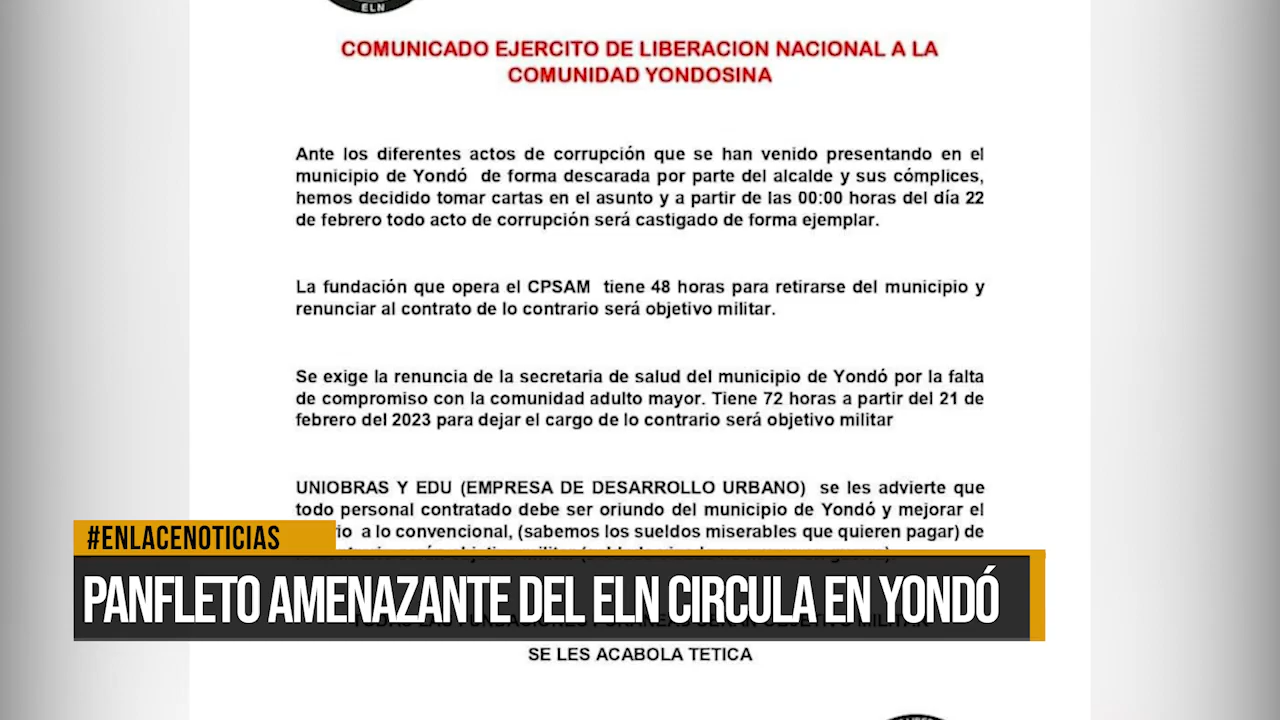 ELN
COMUNICADO EJERCITO DE LIBERACION NACIONAL A LA
COMUNIDAD YONDOSINA
Ante los diferentes actos de corrupción que se han venido presentando en el
municipio de Yondó de forma descarada por parte del alcalde y sus cómplices,
hemos decidido tomar cartas en el asunto y a partir de las 00:00 horas del día 22
de febrero todo acto de corrupción será castigado de forma ejemplar.
La fundación que opera el CPSAM tiene 48 horas para retirarse del municipio y
renunciar al contrato de lo contrario será objetivo militar.
Se exige la renuncia de la secretaria de salud del municipio de Yondó por la falta
de compromiso con la comunidad adulto mayor. Tiene 72 horas a partir del 21 de
febrero del 2023 para dejar el cargo de lo contrario será objetivo militar
UNIOBRAS Y EDU (EMPRESA DE DESARROLLO URBANO) se les advierte que
todo personal contratado debe ser oriundo del municipio de Yondó y mejorar el
a lo convencional, (sabemos los sueldos miserables que quieren pagar) de
#ENLACENOTICIAS
PANFLETO AMENAZANTE DEL ELN CIRCULA EN YONDÓ
SE LES ACABOLA TETICA